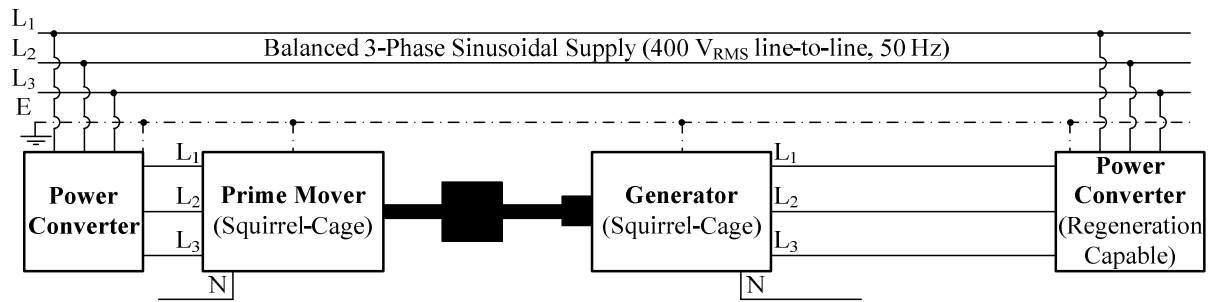 L1
Balanced 3-Phase Sinusoidal Supply (400 VRMS line-to-line, 50 Hz)
L2
L3
E
Power
Converter
L1
L2
L3
Prime Mover
(Squirrel-Cage)
N
Generator
(Squirrel-Cage)
N
L1
L2
L3
Power
Converter
(Regeneration
Capable)